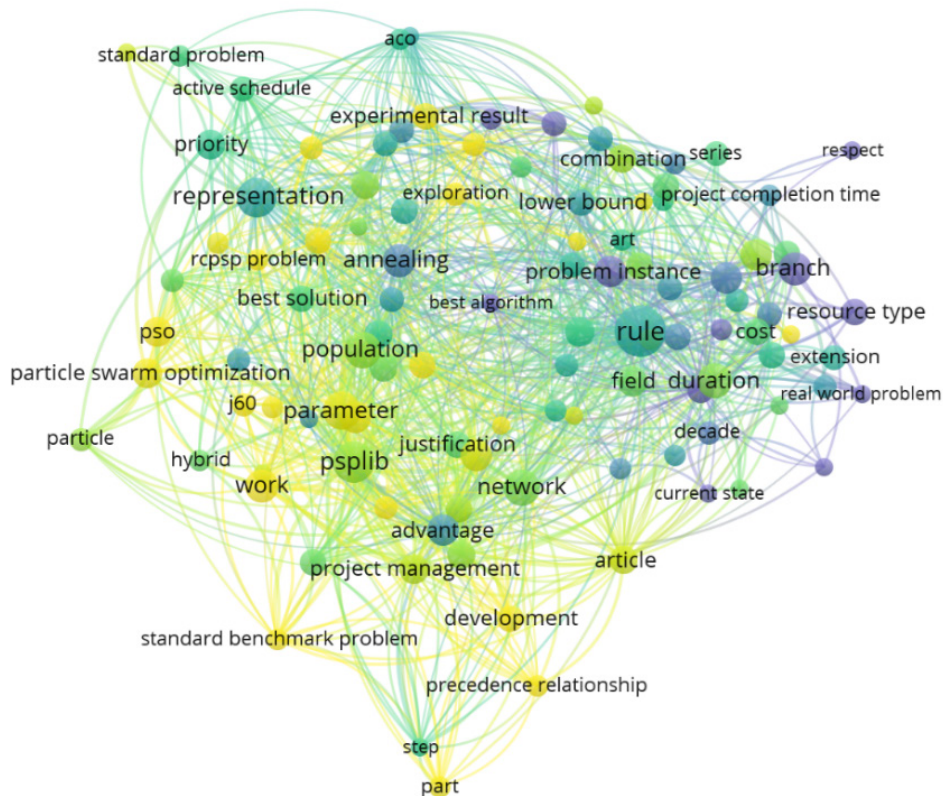 aco
standard problem
active schedule
experimental result
priority
combination
series
respect
representation
exploration
lower bound
project completion time
art
rcpsp problem
annealing
problem instance
branch
best solution
best algorithm
resource type
pso
rule
cost
population
extension
particle swarm optimization
field
duration
real world problem
j60
parameter
particle
justification
decade
hybrid
psplib
work
network
current state
advantage
project management
article
development
standard benchmark problem
precedence relationship
step
part